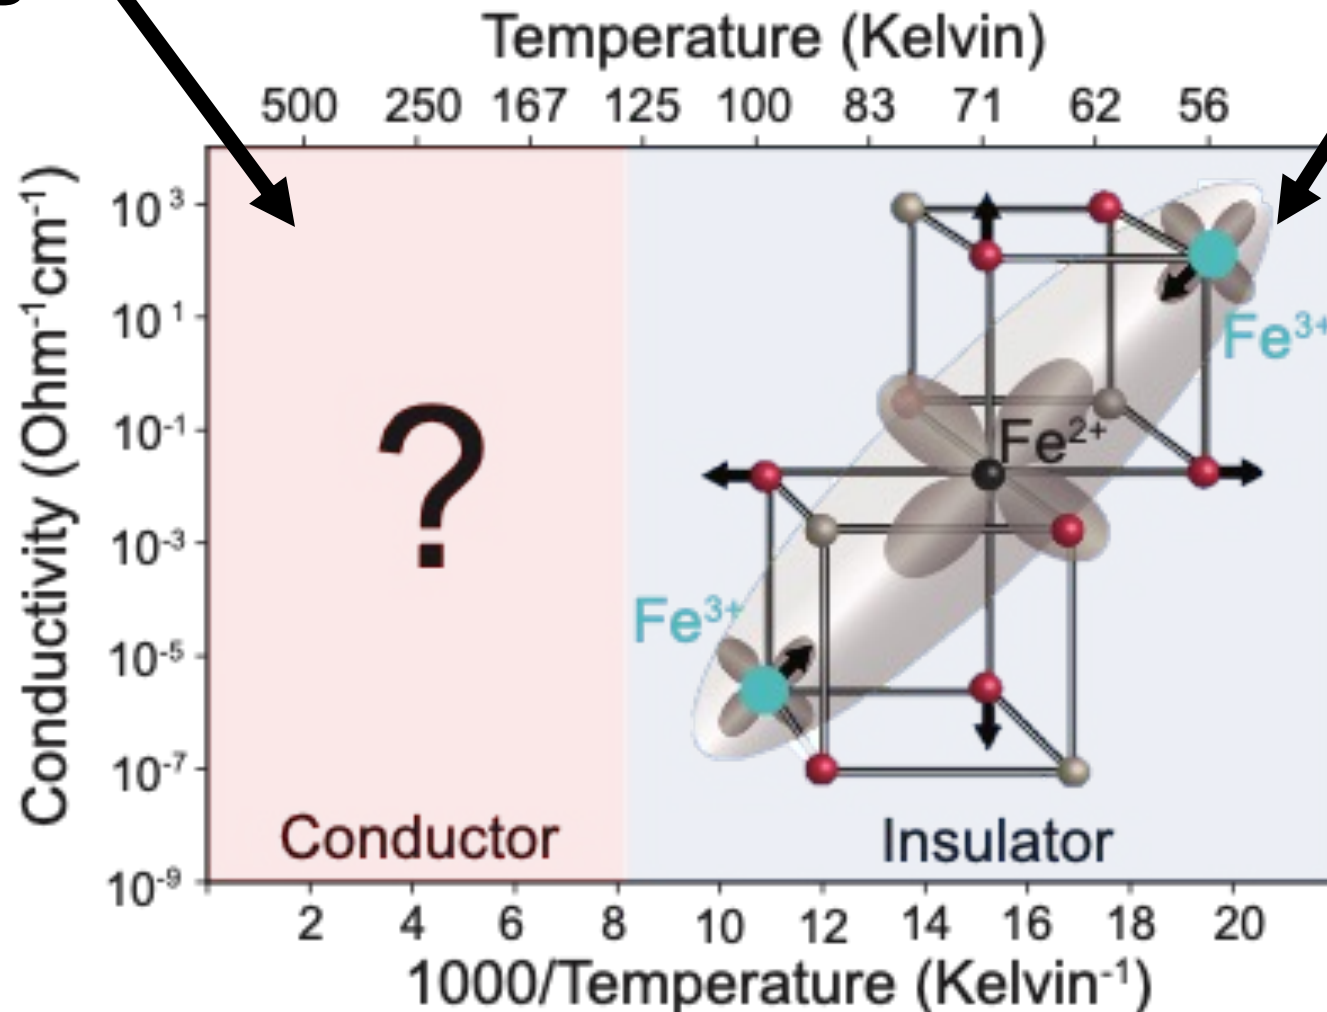 Temperature (Kelvin)
500 250 167 125 100 83 71 62 56
Conductivity (Ohm⁻¹cm⁻¹)
10³
10¹
10⁻¹
10⁻³
10⁻⁵
10⁻⁷
10⁻⁹
?
Fe³⁺
Fe²⁺
Fe³⁺
Conductor
Insulator
2 4 6 8 10 12 14 16 18 20
1000/Temperature (Kelvin⁻¹)